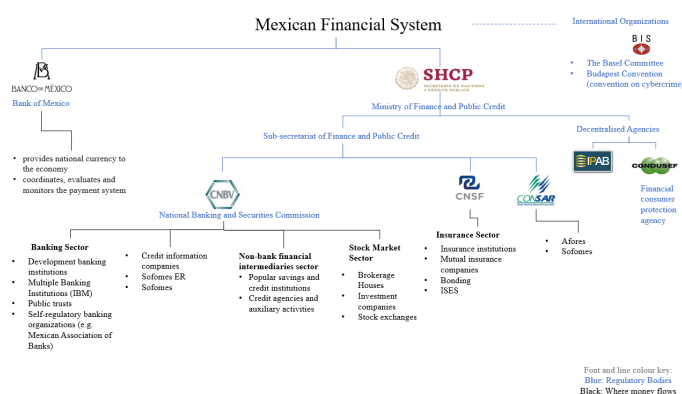 Mexican Financial System
International Organizations
BIS
• The Basel Committee
• Budapest Convention
(convention on cybercrime
BANCO DE MÉXICO
Bank of Mexico
SHCP
SECRETARÍA DE HACIENDA
Y CRÉDITO PÚBLICO
Ministry of Finance and Public Credit
Sub-secretariat of Finance and Public Credit
Decentralised Agencies
• provides national currency to
the economy
• coordinates, evaluates and
monitors the payment system
CNBV
National Banking and Securities Commission
CNSF
CONSAR
IPAB
CONDUSEF
Financial
consumer
protection
agency
Banking Sector
• Development banking
institutions
• Multiple Banking
Institutions (IBM)
• Public trusts
• Self-regulatory banking
organizations (e.g.
Mexican Association of
Banks)
• Credit information
companies
• Sofomes ER
• Sofomes
Non-bank financial
intermediaries sector
• Popular savings and
credit institutions
• Credit agencies and
auxiliary activities
Stock Market
Sector
• Brokerage
Houses
• Investment
companies
• Stock exchanges
Insurance Sector
• Insurance institutions
• Mutual insurance
companies
• Bonding
• ISES
• Afores
• Sofomes
Font and line colour key:
Blue: Regulatory Bodies
Black: Where money flows